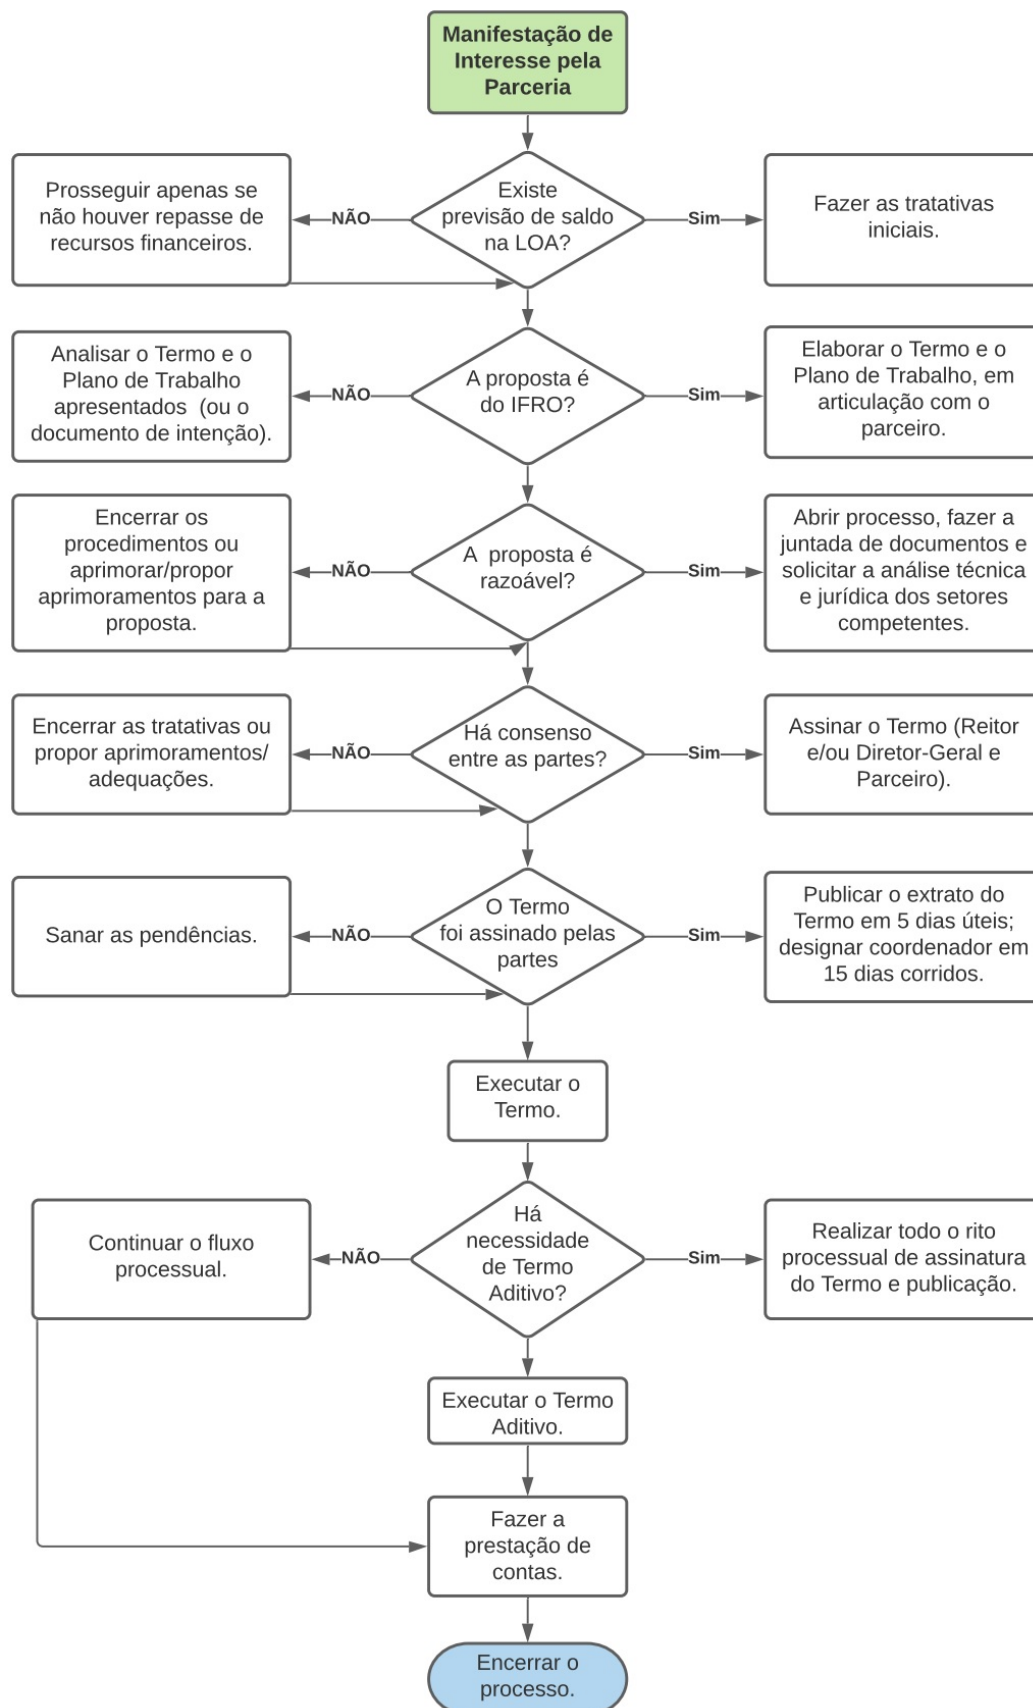 Manifestação de
Interesse pela
Parceria
Existe
previsão de saldo
na LOA?
NÃO
Prosseguir apenas se
não houver repasse de
recursos financeiros.
Sim
Fazer as tratativas
iniciais.
A proposta é
do IFRO?
NÃO
Analisar o Termo e o
Plano de Trabalho
apresentados (ou o
documento de intenção).
Sim
Elaborar o Termo e o
Plano de Trabalho, em
articulação com o
parceiro.
A proposta é
razoável?
NÃO
Encerrar os
procedimentos ou
aprimorar/propor
aprimoramentos para a
proposta.
Sim
Abrir processo, fazer a
juntada de documentos e
solicitar a análise técnica
e jurídica dos setores
competentes.
Há consenso
entre as partes?
NÃO
Encerrar as tratativas ou
propor aprimoramentos/
adequações.
Sim
Assinar o Termo (Reitor
e/ou Diretor-Geral e
Parceiro).
O Termo
foi assinado pelas
partes
NÃO
Sanar as pendências.
Sim
Publicar o extrato do
Termo em 5 dias úteis;
designar coordenador em
15 dias corridos.
Executar o
Termo.
Há
necessidade
de Termo
Aditivo?
NÃO
Continuar o fluxo
processual.
Sim
Realizar todo o rito
processual de assinatura
do Termo e publicação.
Executar o Termo
Aditivo.
Fazer a
prestação de
contas.
Encerrar o
processo.